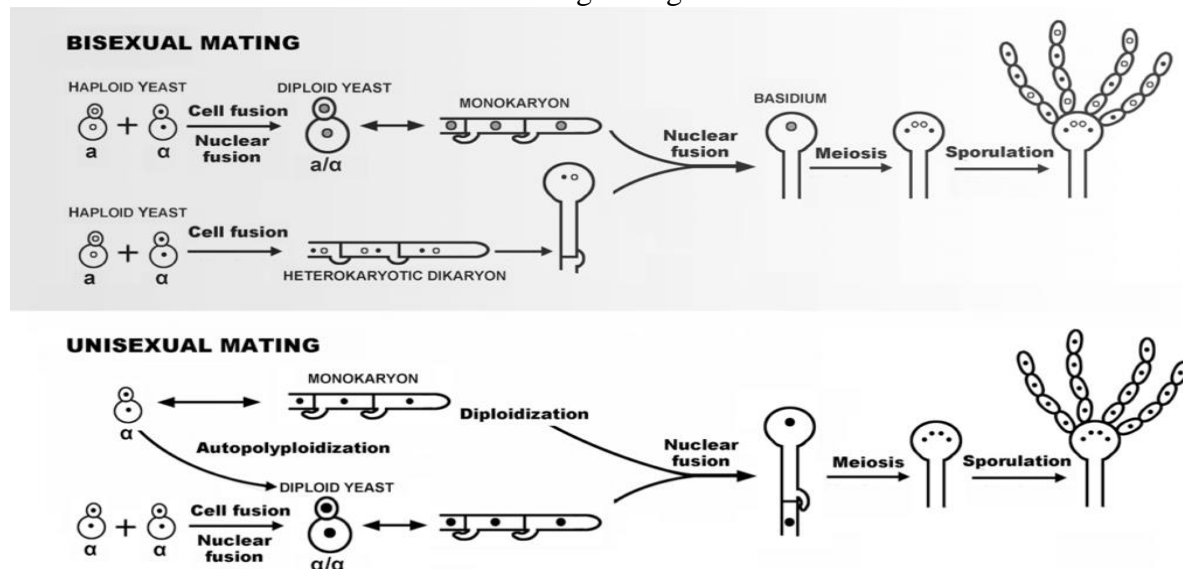 BISEXUAL MATING
HAPLOID YEAST
a + α
Cell fusion
Nuclear
fusion
DIPLOID YEAST
a/α
MONOKARYON
Nuclear
fusion
BASIDIUM
Meiosis
Sporulation
HAPLOID YEAST
a + α
Cell fusion
HETEROKARYOTIC DIKARYON
UNISEXUAL MATING
α
MONOKARYON
Diploidization
Autopolyploidization
α + α
Cell fusion
Nuclear
fusion
DIPLOID YEAST
α/α
Nuclear
fusion
Meiosis
Sporulation